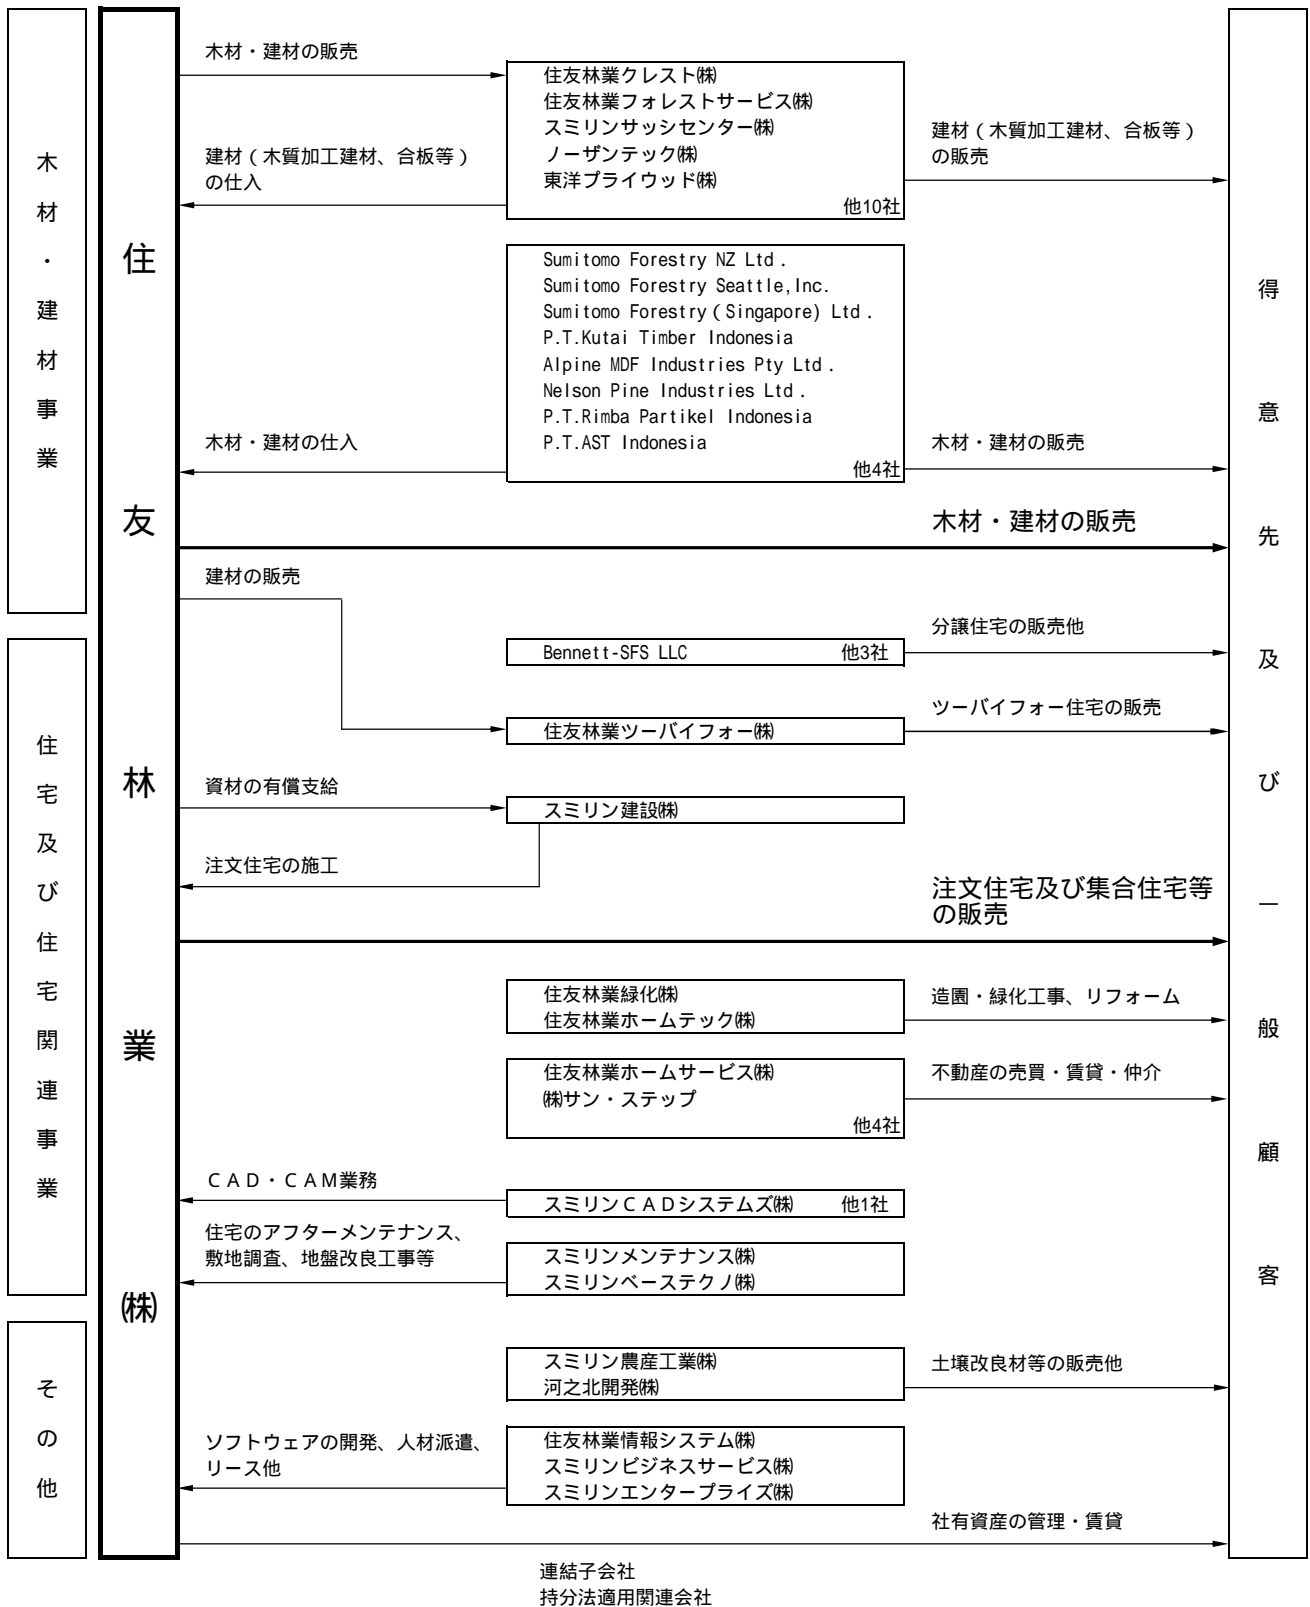 木材・建材事業
住宅及び住宅関連事業
その他
住友林業㈱
木材・建材の販売
住友林業クレスト㈱
住友林業フォレストサービス㈱
スミリンサッシセンター㈱
ノーザンテック㈱
東洋プライウッド㈱
他10社
建材(木質加工建材、合板等)
の仕入
建材(木質加工建材、合板等)
の販売
Sumitomo Forestry NZ Ltd.
Sumitomo Forestry Seattle,Inc.
Sumitomo Forestry(Singapore) Ltd.
P.T.Kutai Timber Indonesia
Alpine MDF Industries Pty Ltd.
Nelson Pine Industries Ltd.
P.T.Rimba Partikel Indonesia
P.T.AST Indonesia
他4社
木材・建材の仕入
木材・建材の販売
木材・建材の販売
建材の販売
Bennett-SFS LLC 他3社
分譲住宅の販売他
住友林業ツーバイフォー㈱
ツーバイフォー住宅の販売
資材の有償支給
スミリン建設㈱
注文住宅の施工
注文住宅及び集合住宅等
の販売
住友林業緑化㈱
住友林業ホームテック㈱
造園・緑化工事、リフォーム
住友林業ホームサービス㈱
㈱サン・ステップ
他4社
不動産の売買・賃貸・仲介
CAD・CAM業務
スミリンCADシステムズ㈱ 他1社
住宅のアフターメンテナンス、
敷地調査、地盤改良工事等
スミリンメンテナンス㈱
スミリンベーステクノ㈱
スミリン農産工業㈱
河之北開発㈱
土壌改良材等の販売他
ソフトウェアの開発、人材派遣、
リース他
住友林業情報システム㈱
スミリンビジネスサービス㈱
スミリンエンタープライズ㈱
社有資産の管理・賃貸
得意先及び一般顧客
連結子会社
持分法適用関連会社